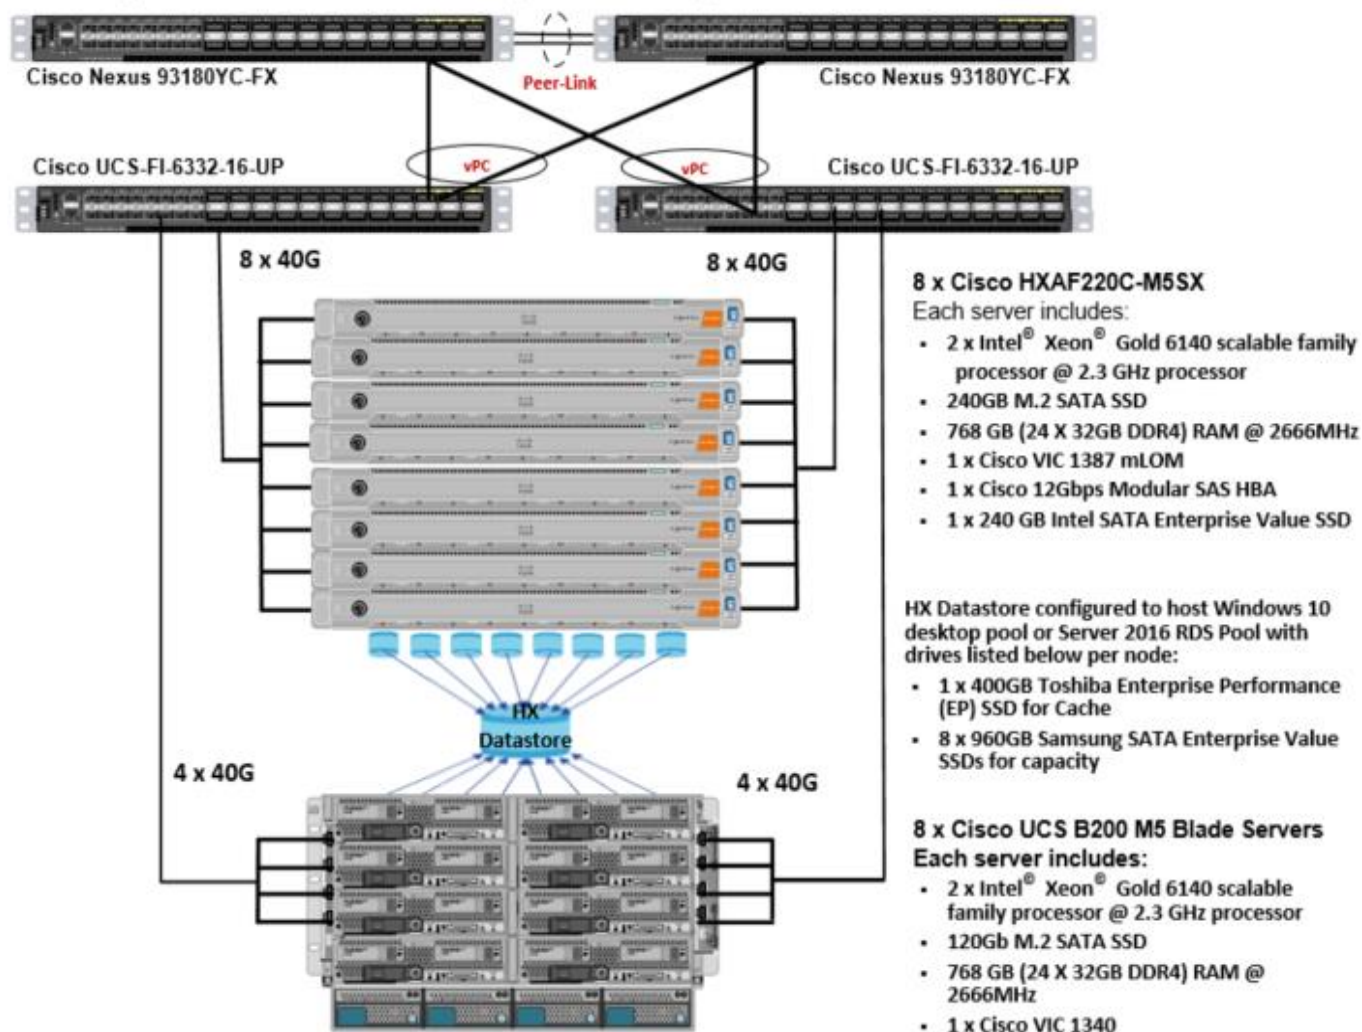 Peer-Link
Cisco Nexus 93180YC-FX
Cisco Nexus 93180YC-FX
Cisco UCS-FI-6332-16-UP
vPC
vPC
Cisco UCS-FI-6332-16-UP
8 x 40G
8 x 40G
8 x Cisco HXAF220C-M5SX
Each server includes:
▪ 2 x Intel® Xeon® Gold 6140 scalable family
processor @ 2.3 GHz processor
▪ 240GB M.2 SATA SSD
▪ 768 GB (24 X 32GB DDR4) RAM @ 2666MHz
▪ 1 x Cisco VIC 1387 mLOM
▪ 1 x Cisco 12Gbps Modular SAS HBA
▪ 1 x 240 GB Intel SATA Enterprise Value SSD
HX Datastore configured to host Windows 10
desktop pool or Server 2016 RDS Pool with
drives listed below per node:
▪ 1 x 400GB Toshiba Enterprise Performance
(EP) SSD for Cache
▪ 8 x 960GB Samsung SATA Enterprise Value
SSDs for capacity
HX
Datastore
4 x 40G
4 x 40G
8 x Cisco UCS B200 M5 Blade Servers
Each server includes:
▪ 2 x Intel® Xeon® Gold 6140 scalable
family processor @ 2.3 GHz processor
▪ 120Gb M.2 SATA SSD
▪ 768 GB (24 X 32GB DDR4) RAM @
2666MHz
▪ 1 x Cisco VIC 1340